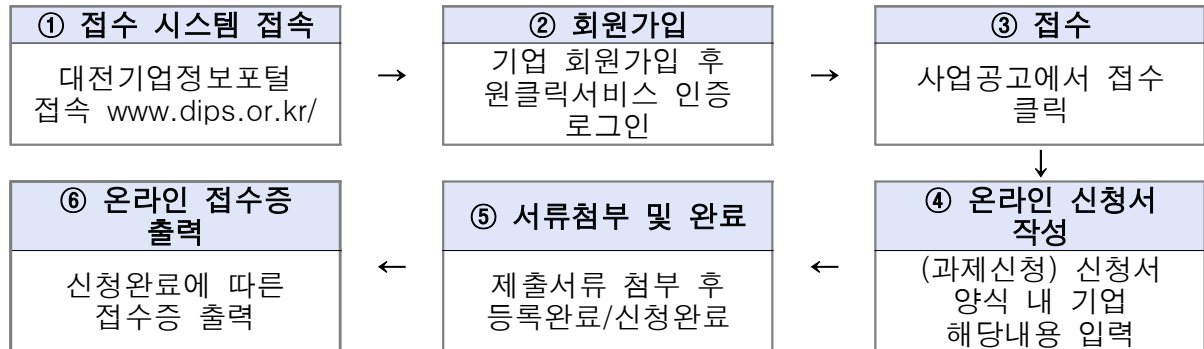 ① 접수 시스템 접속
대전기업정보포털
접속 www.dips.or.kr/
→
② 회원가입
기업 회원가입 후
원클릭서비스 인증
로그인
→
③ 접수
사업공고에서 접수
클릭
↓
④ 온라인 신청서
작성
(과제신청) 신청서
양식 내 기업
해당내용 입력
←
⑤ 서류첨부 및 완료
제출서류 첨부 후
등록완료/신청완료
←
⑥ 온라인 접수증
출력
신청완료에 따른
접수증 출력